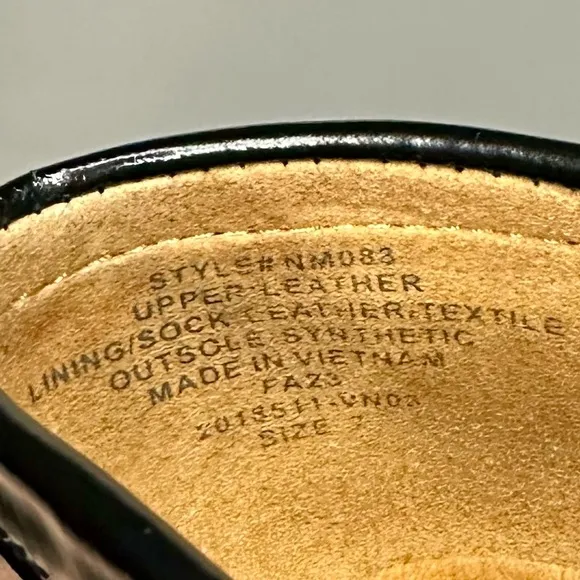 STYLE# NM083
UPPER-LEATHER
LINING/SOCK LEATHER/TEXTILE
OUTSOLE SYNTHETIC
MADE IN VIETNAM
FA23
SIZE 7